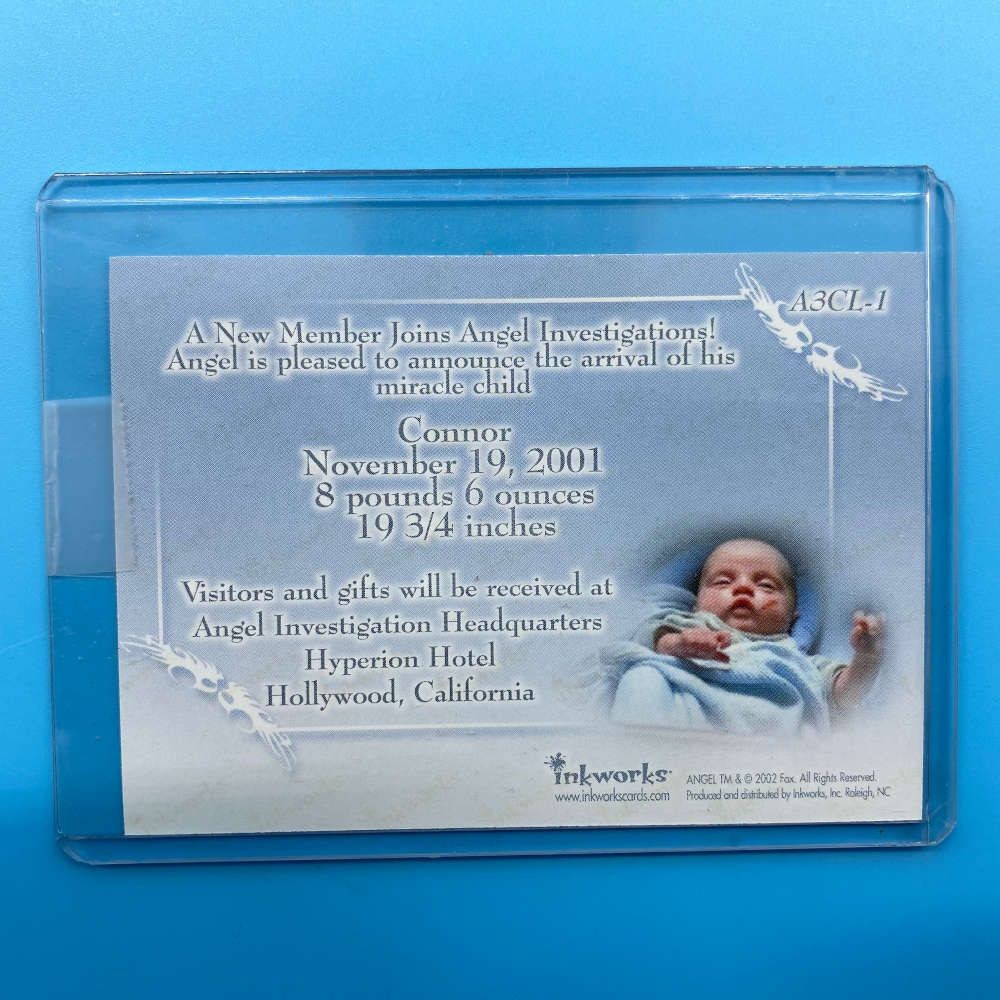 A3CL-1
A New Member Joins Angel Investigations!
Angel is pleased to announce the arrival of his
miracle child
Connor
November 19, 2001
8 pounds 6 ounces
19 3/4 inches
Visitors and gifts will be received at
Angel Investigation Headquarters
Hyperion Hotel
Hollywood, California
inkworks
www.inkworkscards.com
ANGEL TM & © 2002 Fox. All Rights Reserved.
Produced and distributed by Inkworks, Inc. Raleigh, NC